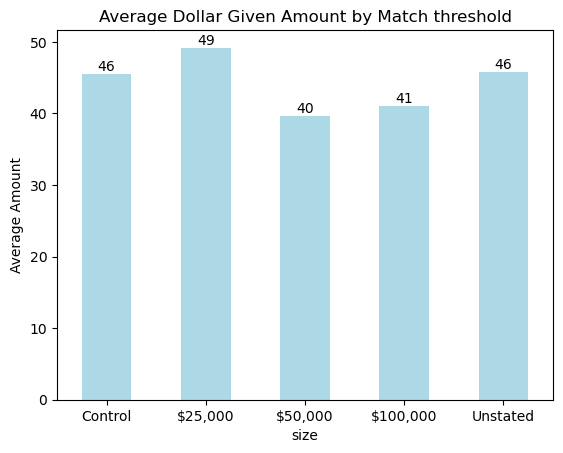 Average Dollar Given Amount by Match threshold
Average Amount
50
40
30
20
10
0
46
49
40
41
46
Control
$25,000
$50,000
$100,000
Unstated
size